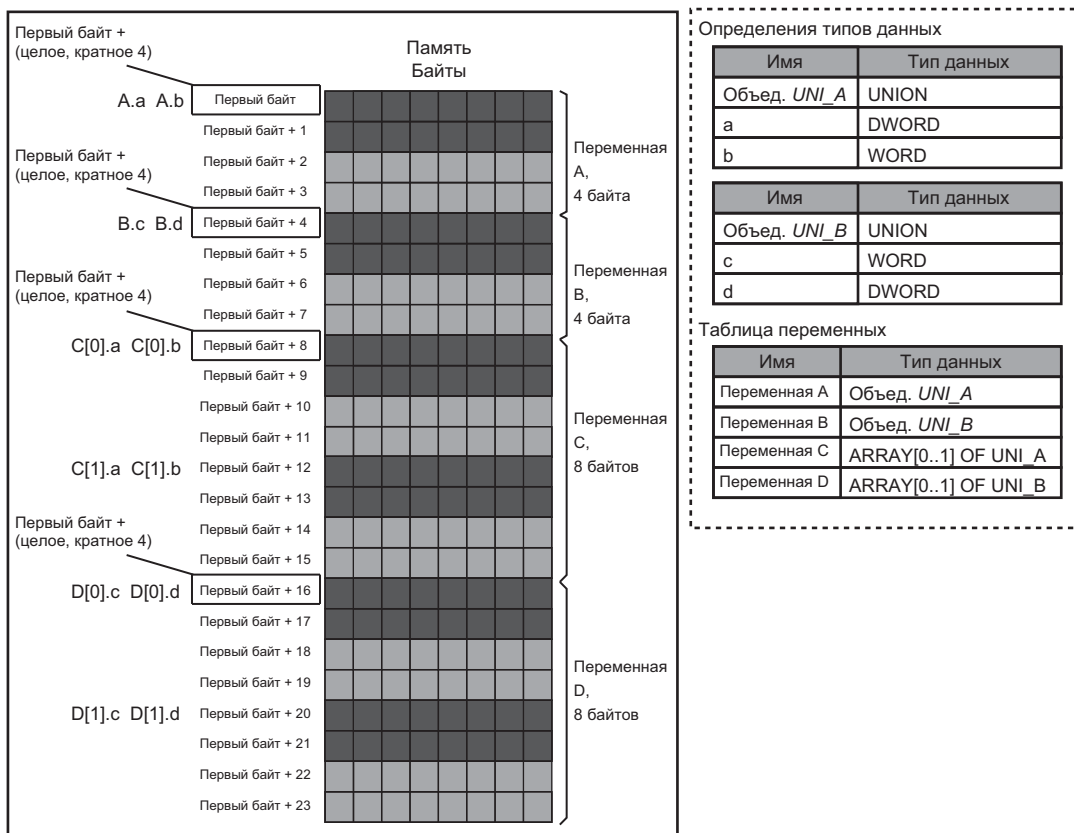 Первый байт +
(целое, кратное 4)
Память
Байты
A.a A.b
Первый байт
Первый байт + 1
Первый байт +
(целое, кратное 4)
Первый байт + 2
Первый байт + 3
Переменная
A,
4 байта
B.c B.d
Первый байт + 4
Первый байт + 5
Первый байт +
(целое, кратное 4)
Первый байт + 6
Первый байт + 7
Переменная
B,
4 байта
C[0].a C[0].b
Первый байт + 8
Первый байт + 9
Первый байт + 10
Первый байт + 11
Переменная
C,
8 байтов
C[1].a C[1].b
Первый байт + 12
Первый байт + 13
Первый байт +
(целое, кратное 4)
Первый байт + 14
Первый байт + 15
D[0].c D[0].d
Первый байт + 16
Первый байт + 17
Первый байт + 18
Первый байт + 19
Переменная
D,
8 байтов
D[1].c D[1].d
Первый байт + 20
Первый байт + 21
Первый байт + 22
Первый байт + 23
Определения типов данных
Имя Тип данных
Объед. UNI_A UNION
a DWORD
b WORD
Имя Тип данных
Объед. UNI_B UNION
c WORD
d DWORD
Таблица переменных
Имя Тип данных
Переменная A Объед. UNI_A
Переменная B Объед. UNI_B
Переменная C ARRAY[0..1] OF UNI_A
Переменная D ARRAY[0..1] OF UNI_B